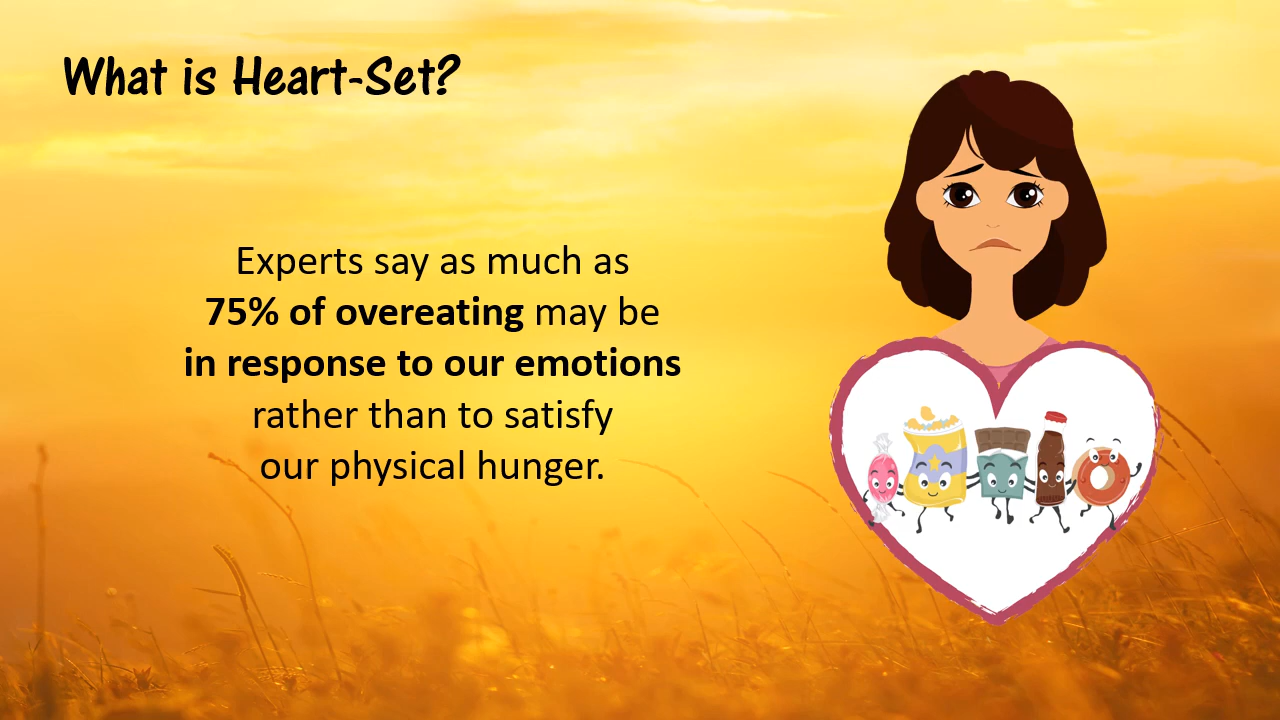 What is Heart-Set?
Experts say as much as
75% of overeating may be
in response to our emotions
rather than to satisfy
our physical hunger.